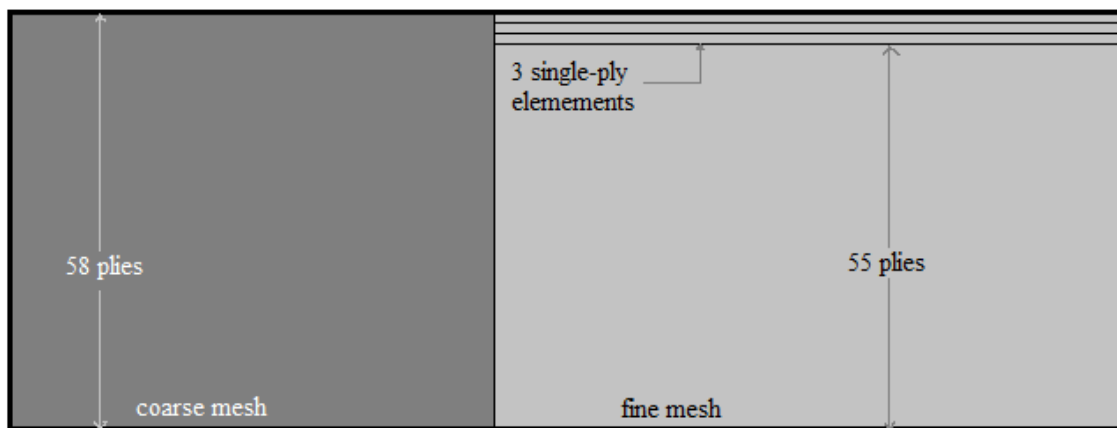 3 single-ply
elemements
58 plies
55 plies
coarse mesh
fine mesh